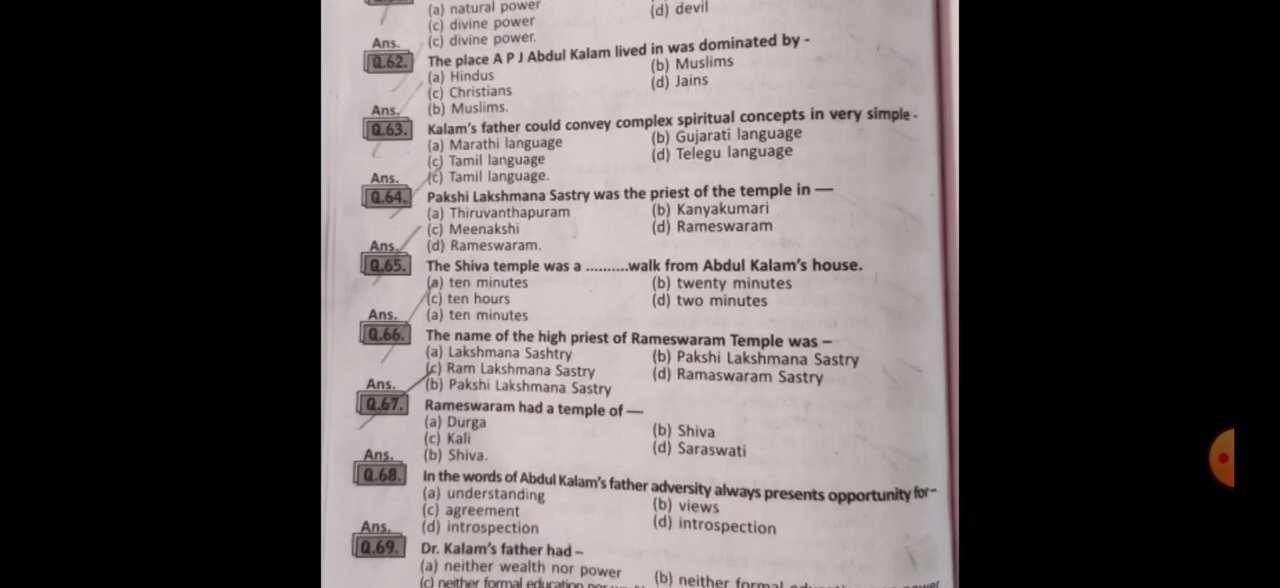 (a) natural power (d) devil
(c) divine power
Ans. (c) divine power.
Q.62. The place A P J Abdul Kalam lived in was dominated by -
(a) Hindus (b) Muslims
(c) Christians (d) Jains
Ans. (b) Muslims.
Q.63. Kalam's father could convey complex spiritual concepts in very simple -
(a) Marathi language (b) Gujarati language
(c) Tamil language (d) Telegu language
Ans. (c) Tamil language.
Q.64. Pakshi Lakshmana Sastry was the priest of the temple in —
(a) Thiruvanthapuram (b) Kanyakumari
(c) Meenakshi (d) Rameswaram
Ans. (d) Rameswaram.
Q.65. The Shiva temple was a ..........walk from Abdul Kalam's house.
(a) ten minutes (b) twenty minutes
(c) ten hours (d) two minutes
Ans. (a) ten minutes
Q.66. The name of the high priest of Rameswaram Temple was –
(a) Lakshmana Sashtry (b) Pakshi Lakshmana Sastry
(c) Ram Lakshmana Sastry (d) Ramaswaram Sastry
Ans. (b) Pakshi Lakshmana Sastry
Q.67. Rameswaram had a temple of —
(a) Durga (b) Shiva
(c) Kali (d) Saraswati
Ans. (b) Shiva.
Q.68. In the words of Abdul Kalam's father adversity always presents opportunity for–
(a) understanding (b) views
(c) agreement (d) introspection
Ans. (d) introspection
Q.69. Dr. Kalam's father had –
(a) neither wealth nor power (b) neither formal
(c) neither formal education nor